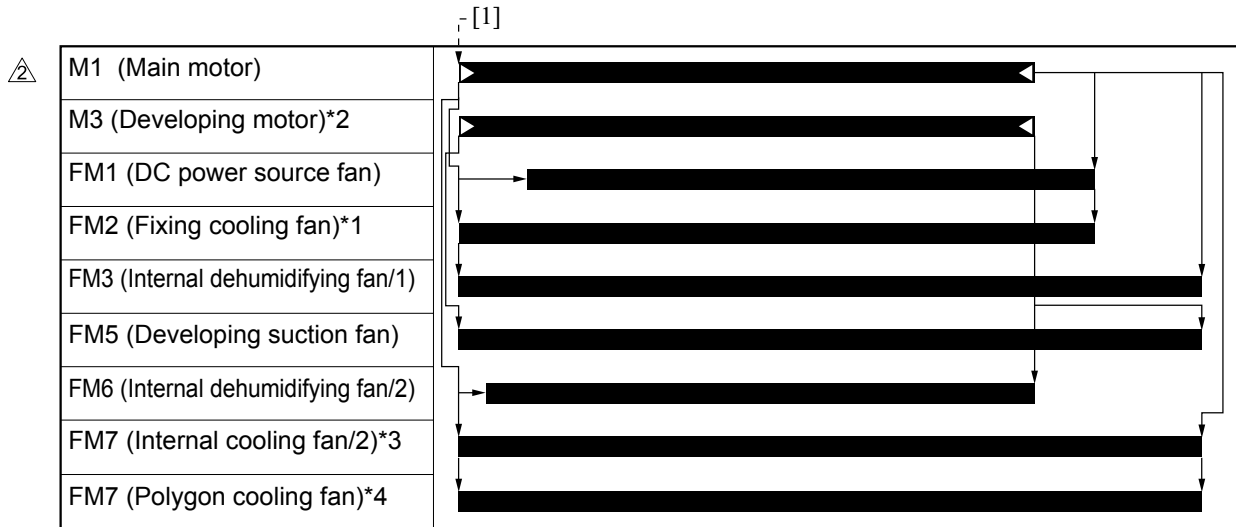 [1]
2
M1 (Main motor)
M3 (Developing motor)*2
FM1 (DC power source fan)
FM2 (Fixing cooling fan)*1
FM3 (Internal dehumidifying fan/1)
FM5 (Developing suction fan)
FM6 (Internal dehumidifying fan/2)
FM7 (Internal cooling fan/2)*3
FM7 (Polygon cooling fan)*4